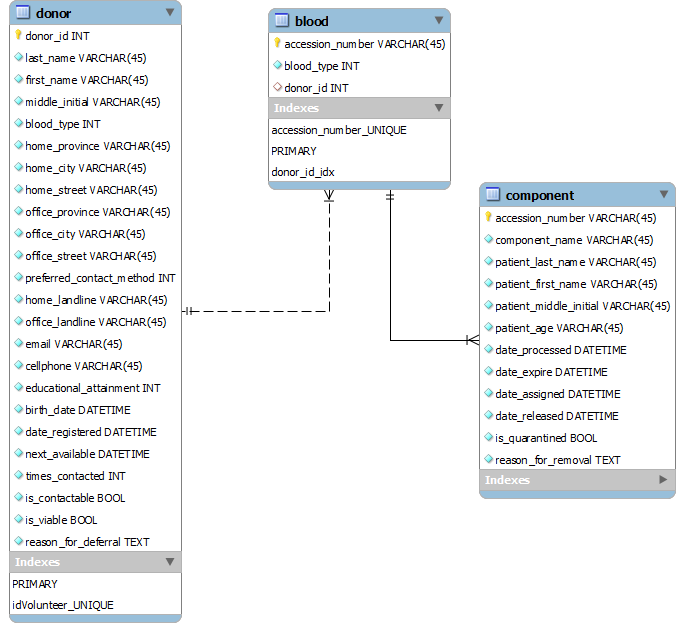 donor
donor_id INT
last_name VARCHAR(45)
first_name VARCHAR(45)
middle_initial VARCHAR(45)
blood_type INT
home_province VARCHAR(45)
home_city VARCHAR(45)
home_street VARCHAR(45)
office_province VARCHAR(45)
office_city VARCHAR(45)
office_street VARCHAR(45)
preferred_contact_method INT
home_landline VARCHAR(45)
office_landline VARCHAR(45)
email VARCHAR(45)
cellphone VARCHAR(45)
educational_attainment INT
birth_date DATETIME
date_registered DATETIME
next_available DATETIME
times_contacted INT
is_contactable BOOL
is_viable BOOL
reason_for_deferral TEXT
Indexes
PRIMARY
idVolunteer_UNIQUE
blood
accession_number VARCHAR(45)
blood_type INT
donor_id INT
Indexes
accession_number_UNIQUE
PRIMARY
donor_id_idx
component
accession_number VARCHAR(45)
component_name VARCHAR(45)
patient_last_name VARCHAR(45)
patient_first_name VARCHAR(45)
patient_middle_initial VARCHAR(45)
patient_age VARCHAR(45)
date_processed DATETIME
date_expire DATETIME
date_assigned DATETIME
date_released DATETIME
is_quarantined BOOL
reason_for_removal TEXT
Indexes